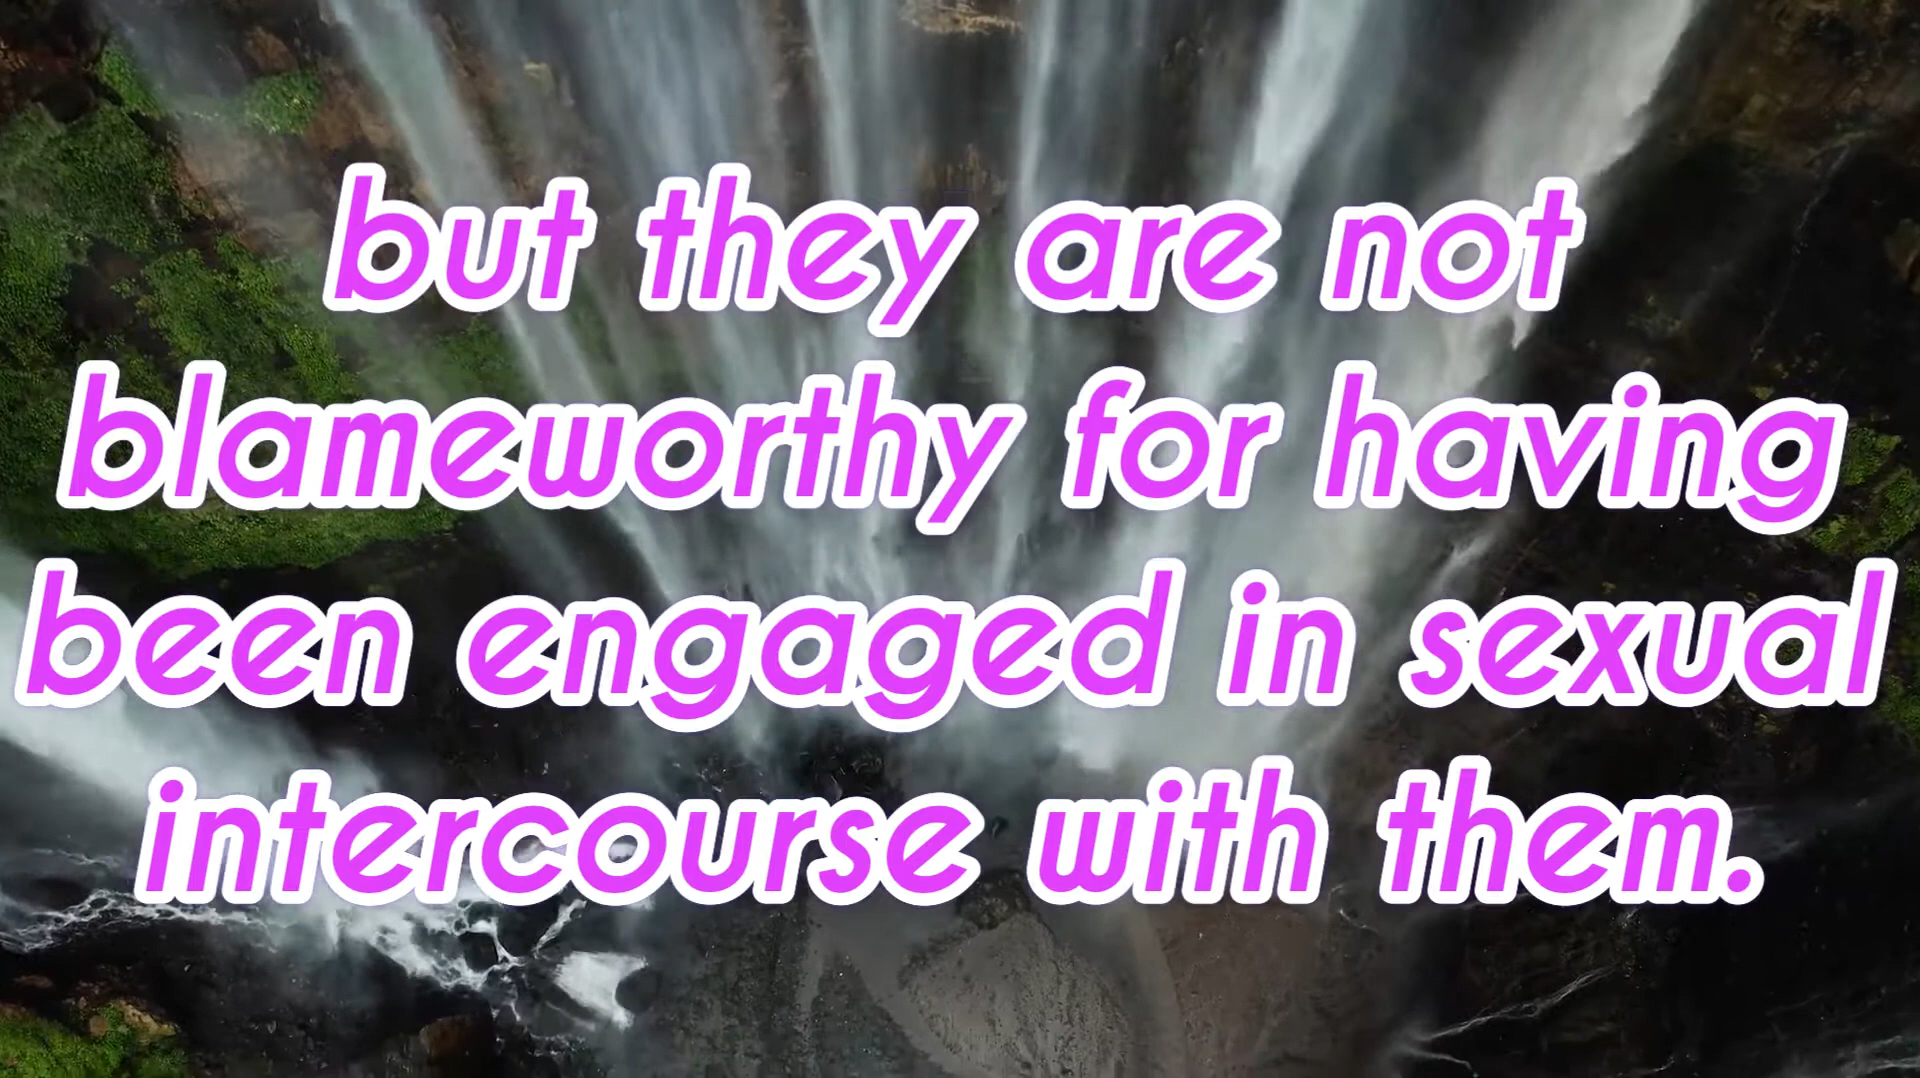 but they are not
blameworthy for having
been engaged in sexual
intercourse with them.